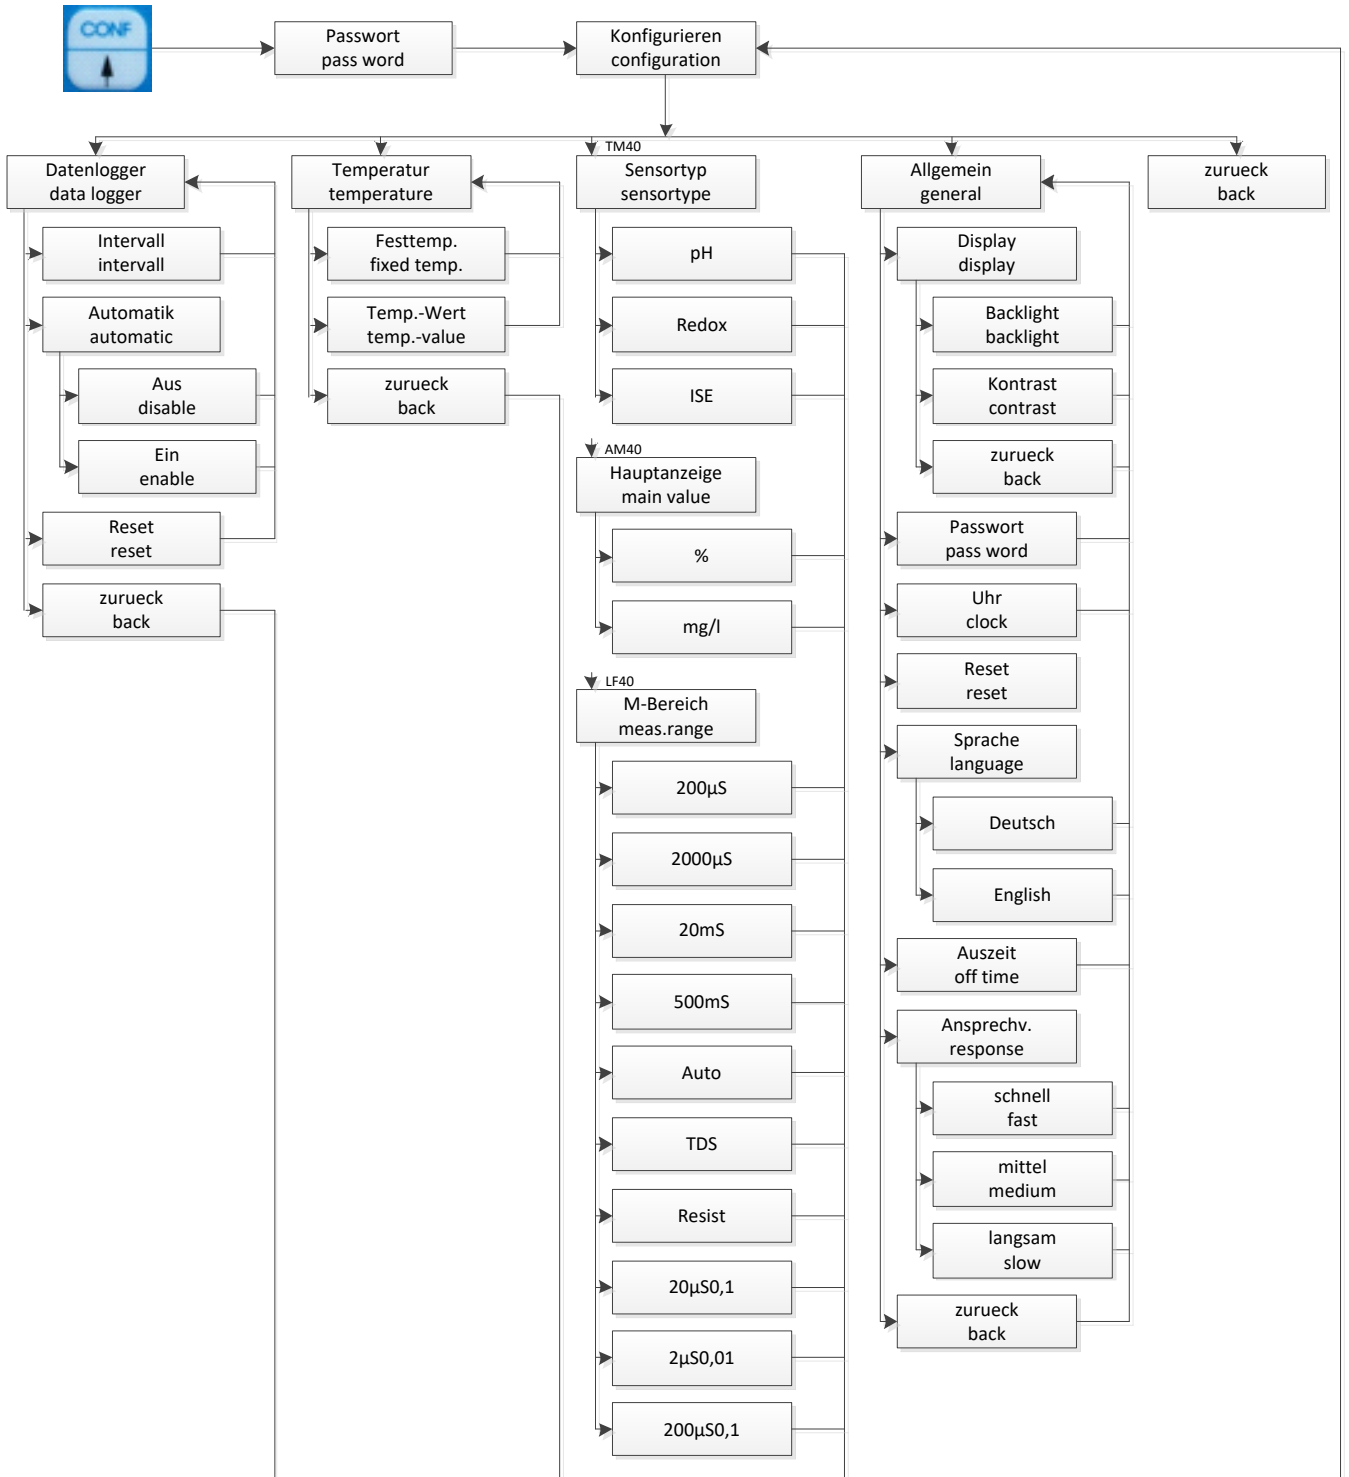 CONF
Passwort
pass word
Konfigurieren
configuration
Datenlogger
data logger
Intervall
intervall
Automatik
automatic
Aus
disable
Ein
enable
Reset
reset
zurueck
back
Temperatur
temperature
Festtemp.
fixed temp.
Temp.-Wert
temp.-value
zurueck
back
TM40
Sensortyp
sensortype
pH
Redox
ISE
AM40
Hauptanzeige
main value
%
mg/l
LF40
M-Bereich
meas.range
200µS
2000µS
20mS
500mS
Auto
TDS
Resist
20µS0,1
2µS0,01
200µS0,1
Allgemein
general
Display
display
Backlight
backlight
Kontrast
contrast
zurueck
back
Passwort
pass word
Uhr
clock
Reset
reset
Sprache
language
Deutsch
English
Auszeit
off time
Ansprechv.
response
schnell
fast
mittel
medium
langsam
slow
zurueck
back
zurueck
back